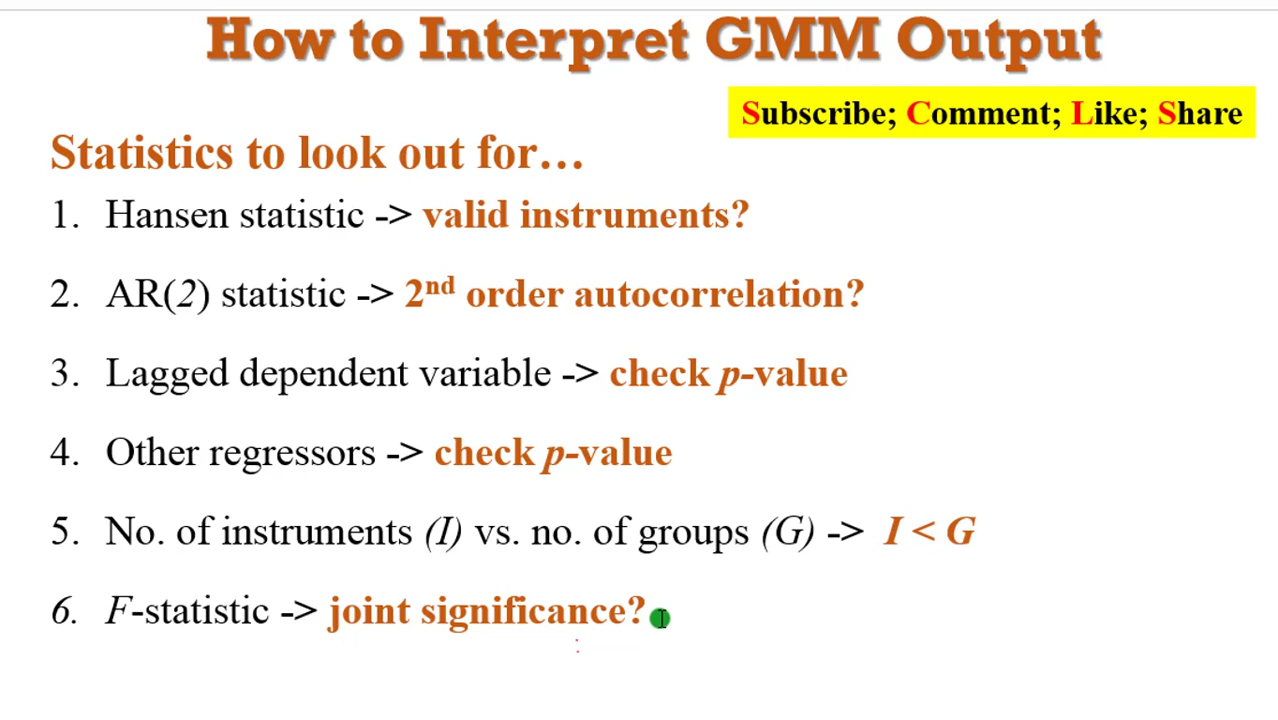 How to Interpret GMM Output
Subscribe; Comment; Like; Share
Statistics to look out for…
1. Hansen statistic -> valid instruments?
2. AR(2) statistic -> 2nd order autocorrelation?
3. Lagged dependent variable -> check p-value
4. Other regressors -> check p-value
5. No. of instruments (I) vs. no. of groups (G) -> I < G
6. F-statistic -> joint significance?